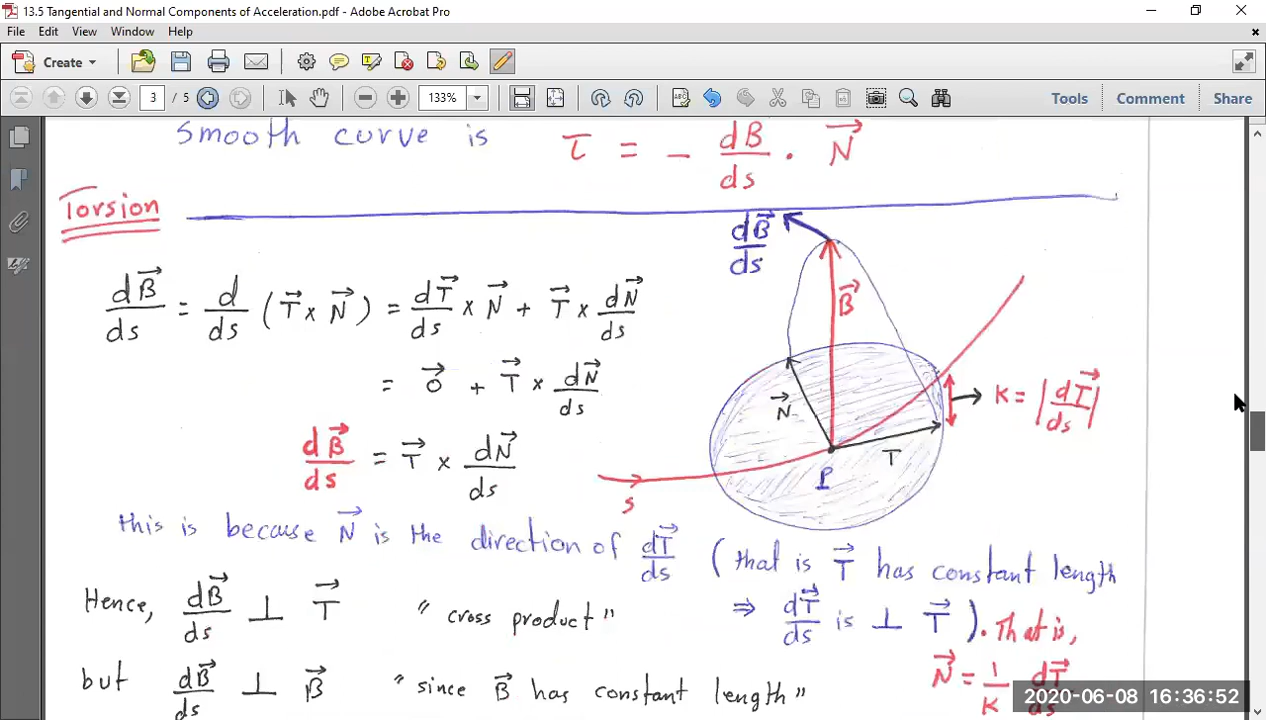 13.5 Tangential and Normal Components of Acceleration.pdf - Adobe Acrobat Pro
File Edit View Window Help
Create
3 / 5 133% Tools Comment Share
Smooth curve is τ = - dB/ds · N⃗
Torsion
dB⃗/ds
dB⃗/ds = d/ds (T⃗ × N⃗) = dT⃗/ds × N⃗ + T⃗ × dN⃗/ds
B⃗
= 0⃗ + T⃗ × dN⃗/ds
N⃗
K = |dT⃗/ds|
dB⃗/ds = T⃗ × dN⃗/ds
T
P
S
this is because N⃗ is the direction of dT⃗/ds (that is T⃗ has constant length
⇒ dT⃗/ds is ⊥ T⃗). That is,
Hence, dB⃗/ds ⊥ T⃗ "cross product"
N⃗ = 1/K dT⃗/ds
but dB⃗/ds ⊥ B⃗ "since B⃗ has constant length"
2020-06-08 16:36:52